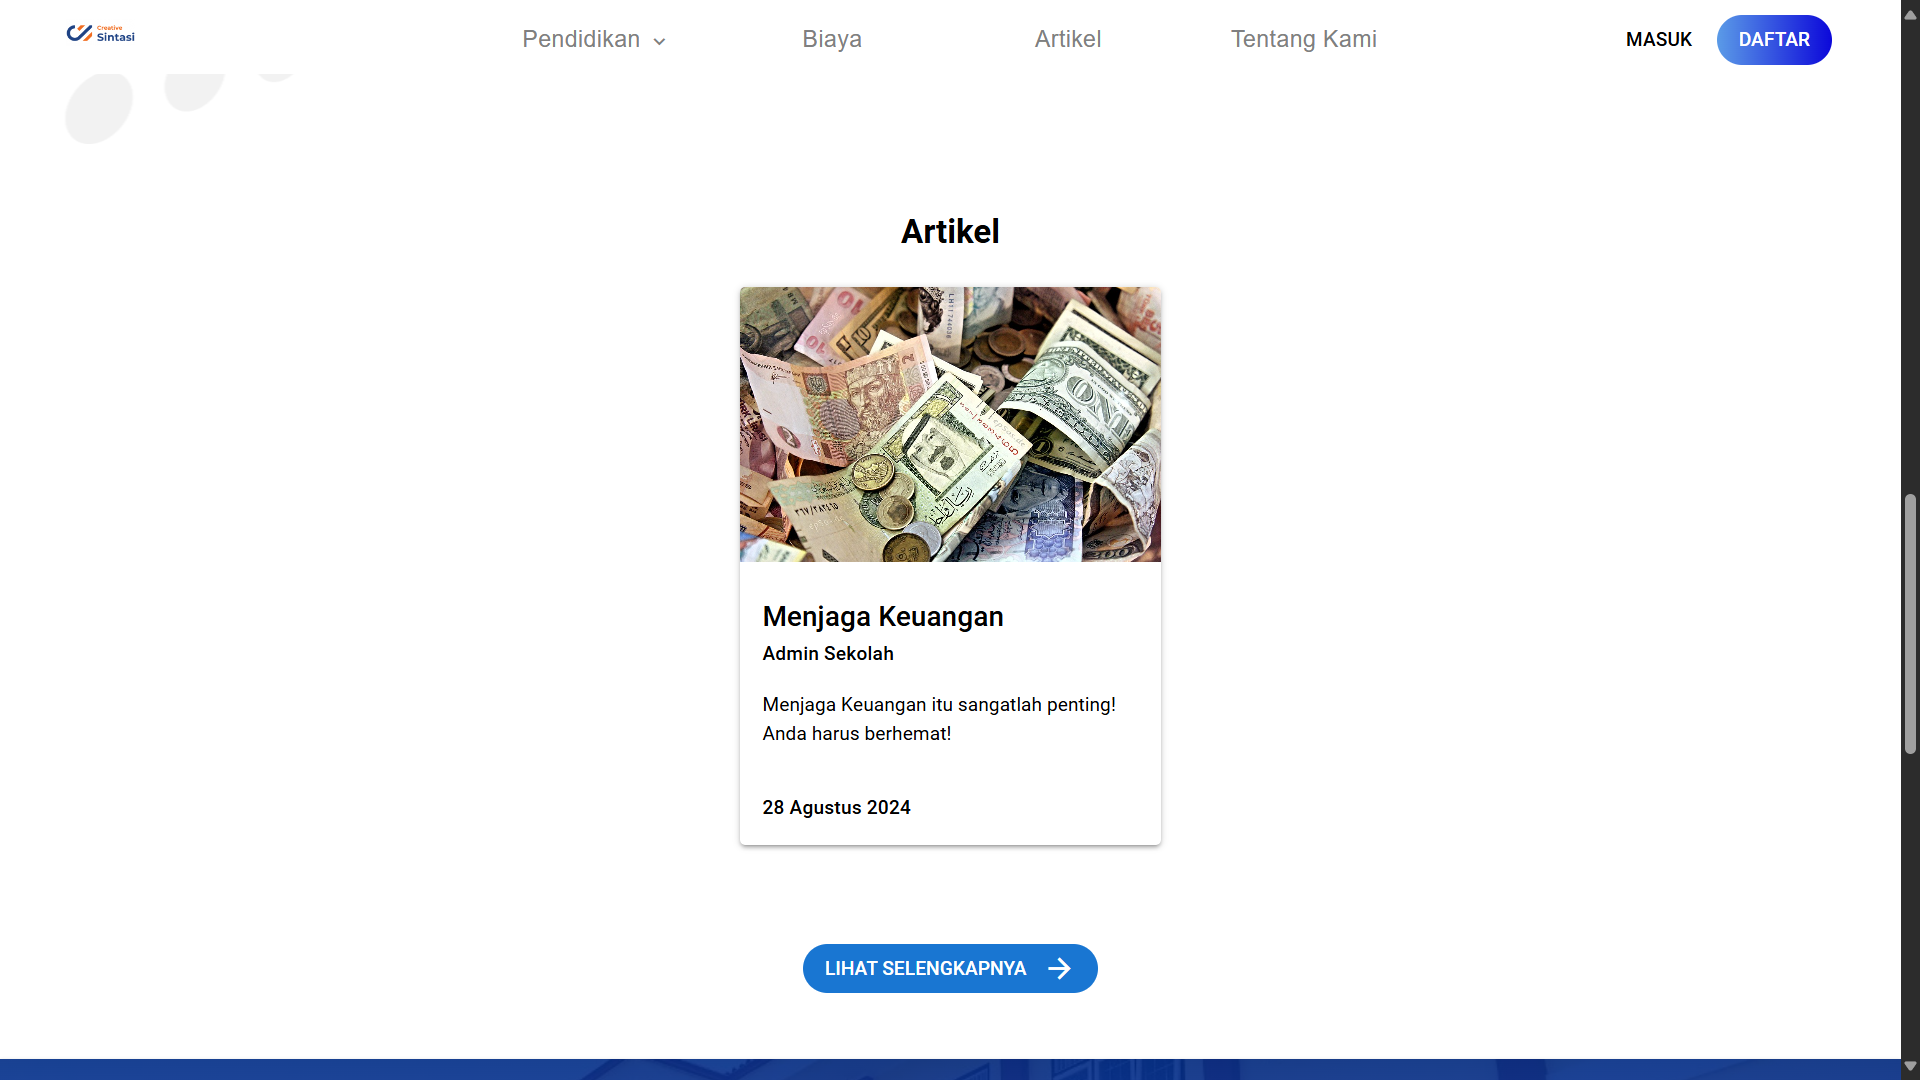 Creative
Sintasi
Pendidikan
Biaya
Artikel
Tentang Kami
MASUK
DAFTAR
Artikel
Menjaga Keuangan
Admin Sekolah
Menjaga Keuangan itu sangatlah penting!
Anda harus berhemat!
28 Agustus 2024
LIHAT SELENGKAPNYA